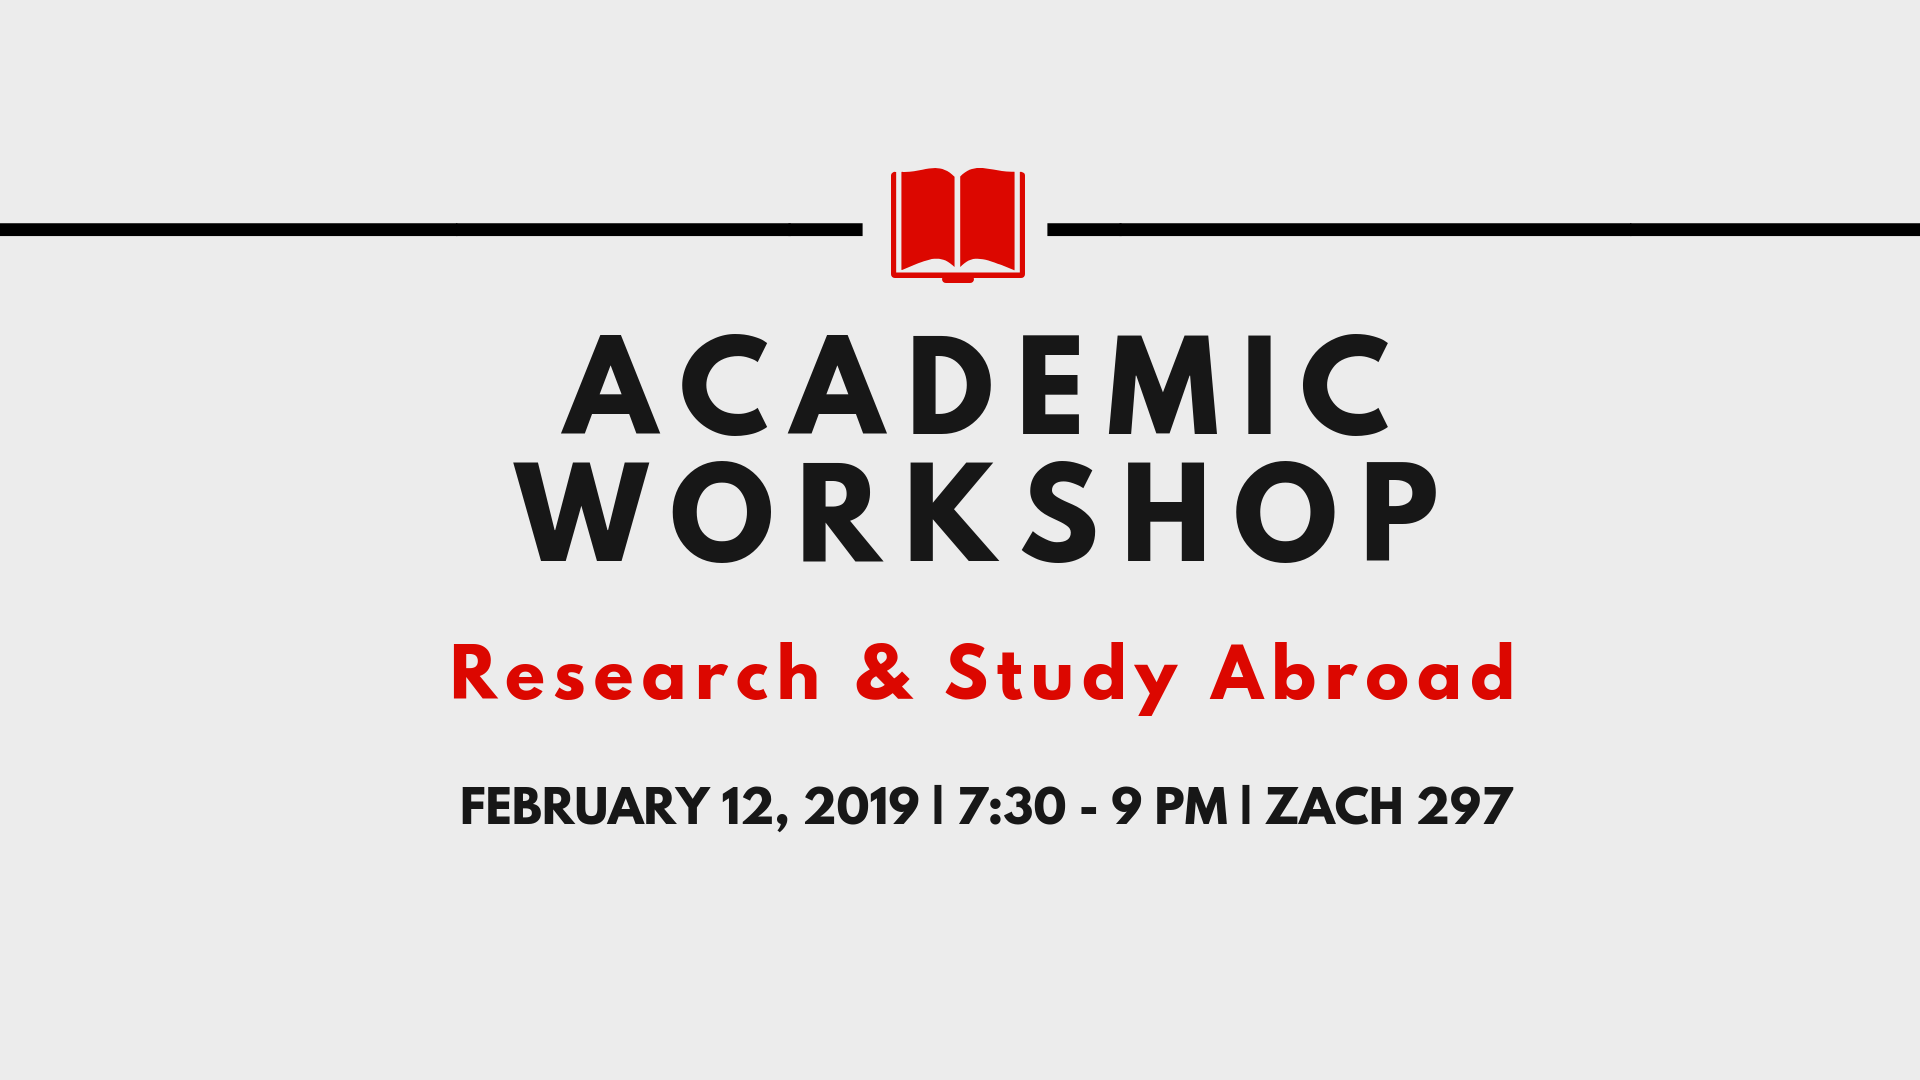 ACADEMIC
WORKSHOP
Research & Study Abroad
FEBRUARY 12, 2019 | 7:30 - 9 PM | ZACH 297